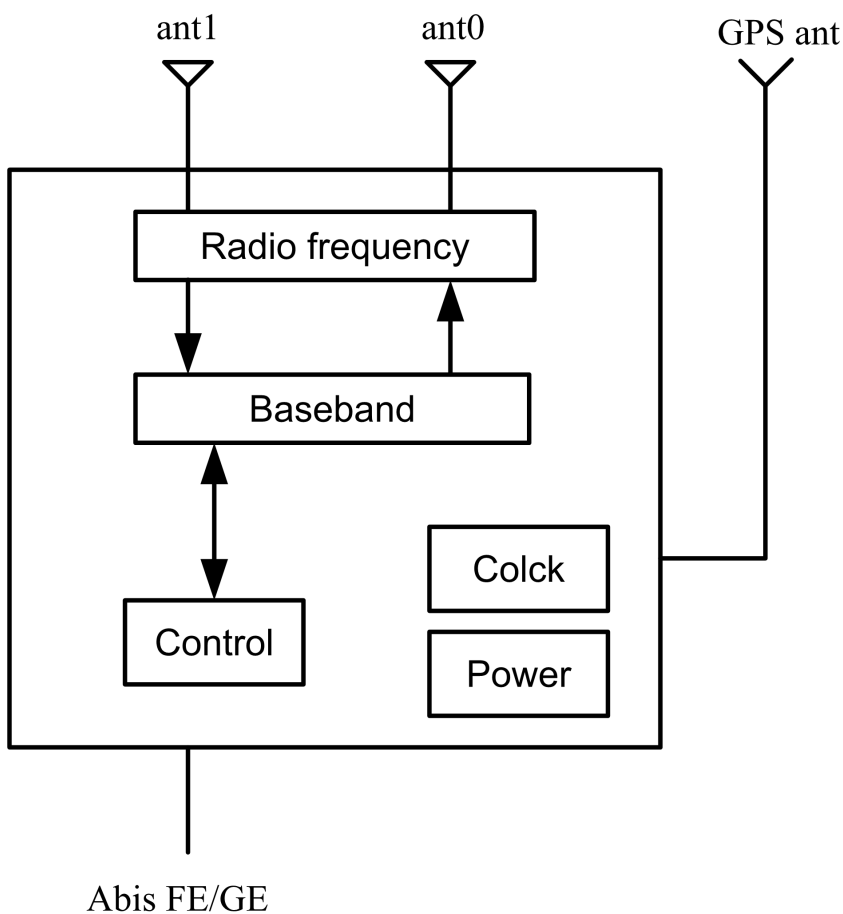 ant1
ant0
GPS ant
Radio frequency
Baseband
Colck
Control
Power
Abis FE/GE